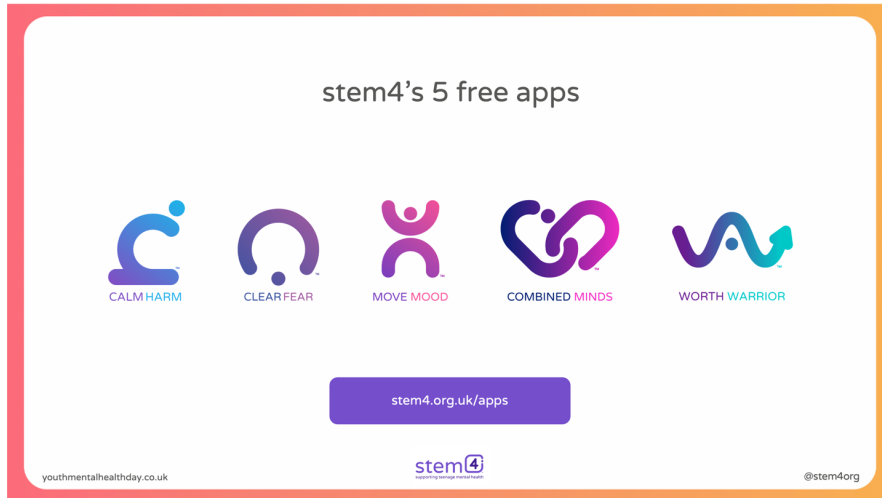 stem4's 5 free apps
CALM HARM
CLEAR FEAR
MOVE MOOD
COMBINED MINDS
WORTH WARRIOR
stem4.org.uk/apps
youthmentalhealthday.co.uk
stem4
supporting teenage mental health
@stem4org